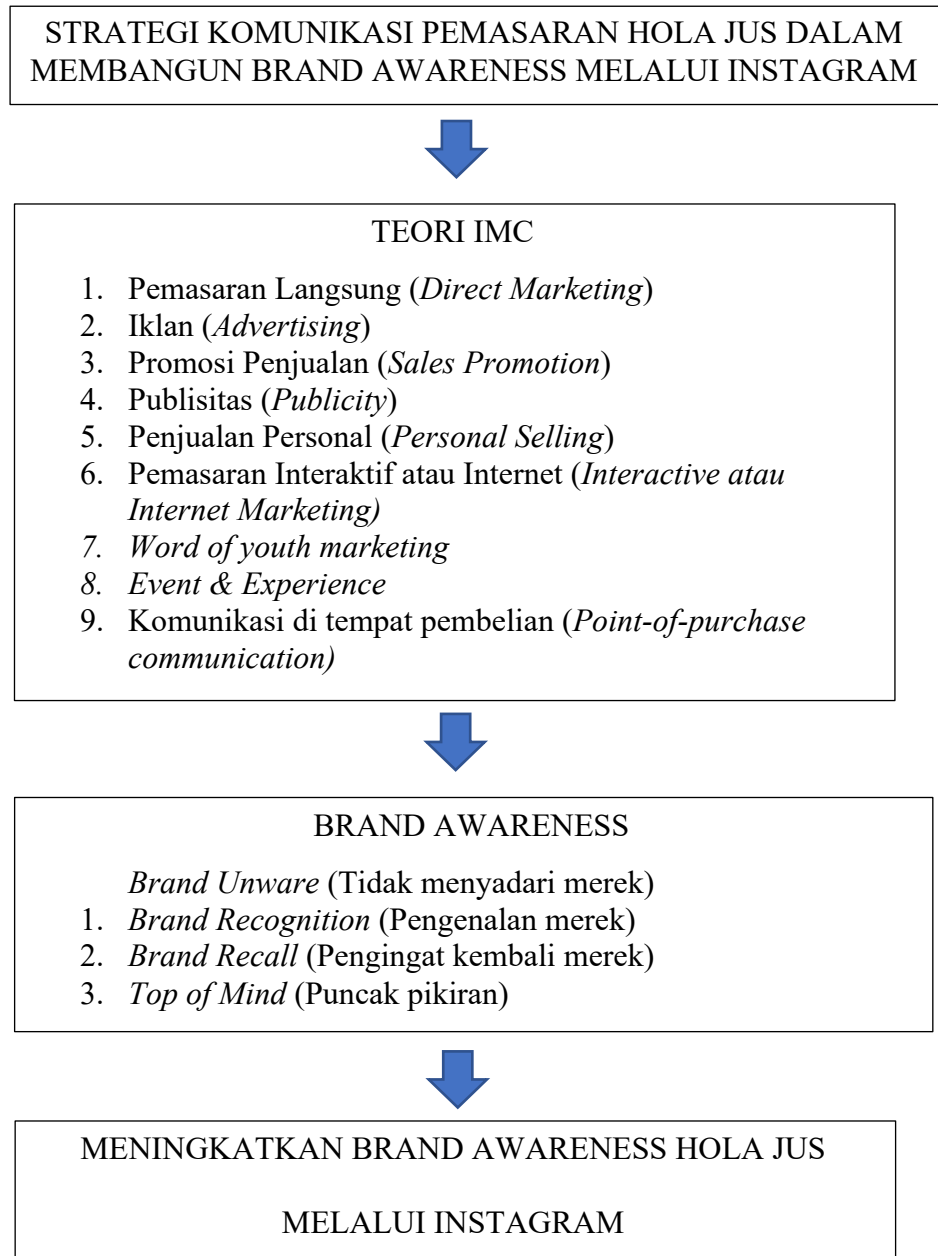 STRATEGI KOMUNIKASI PEMASARAN HOLA JUS DALAM
MEMBANGUN BRAND AWARENESS MELALUI INSTAGRAM
TEORI IMC
1. Pemasaran Langsung (Direct Marketing)
2. Iklan (Advertising)
3. Promosi Penjualan (Sales Promotion)
4. Publisitas (Publicity)
5. Penjualan Personal (Personal Selling)
6. Pemasaran Interaktif atau Internet (Interactive atau
Internet Marketing)
7. Word of youth marketing
8. Event & Experience
9. Komunikasi di tempat pembelian (Point-of-purchase
communication)
BRAND AWARENESS
Brand Unware (Tidak menyadari merek)
1. Brand Recognition (Pengenalan merek)
2. Brand Recall (Pengingat kembali merek)
3. Top of Mind (Puncak pikiran)
MENINGKATKAN BRAND AWARENESS HOLA JUS
MELALUI INSTAGRAM